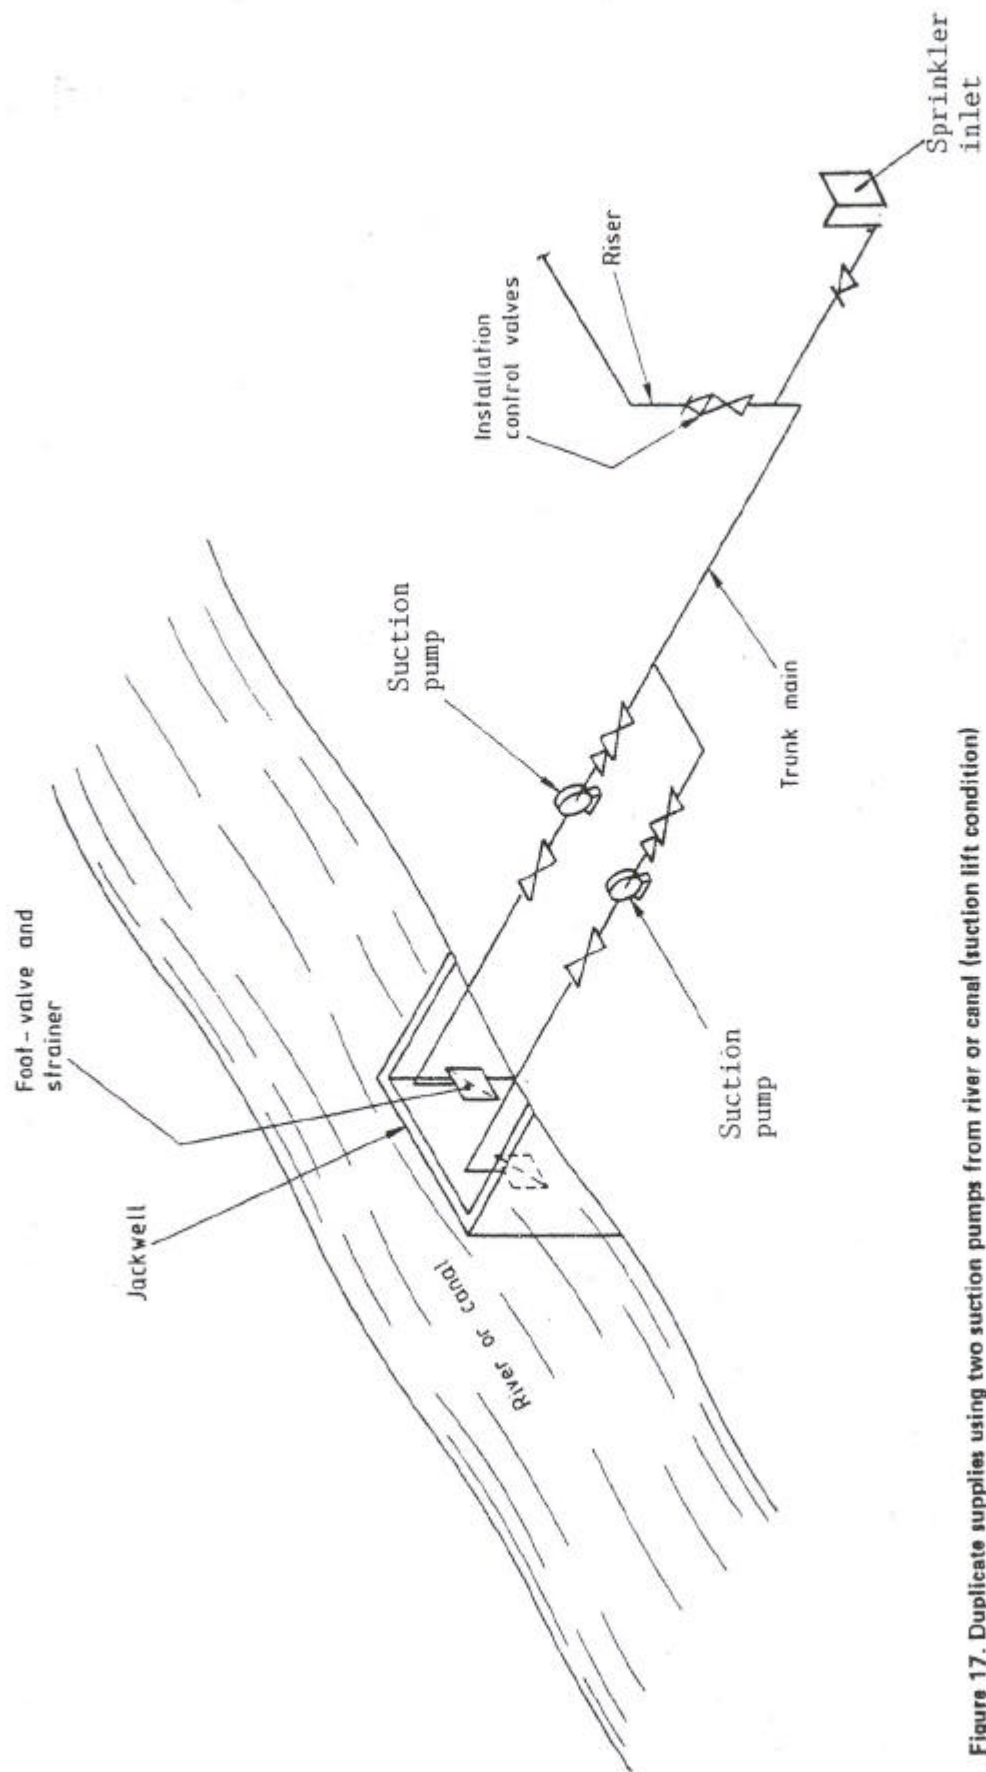 Foot-valve and
strainer
Jackwell
River or canal
Suction
pump
Suction
pump
Trunk main
Installation
control valves
Riser
Sprinkler
inlet
Figure 17. Duplicate supplies using two suction pumps from river or canal (suction lift condition)